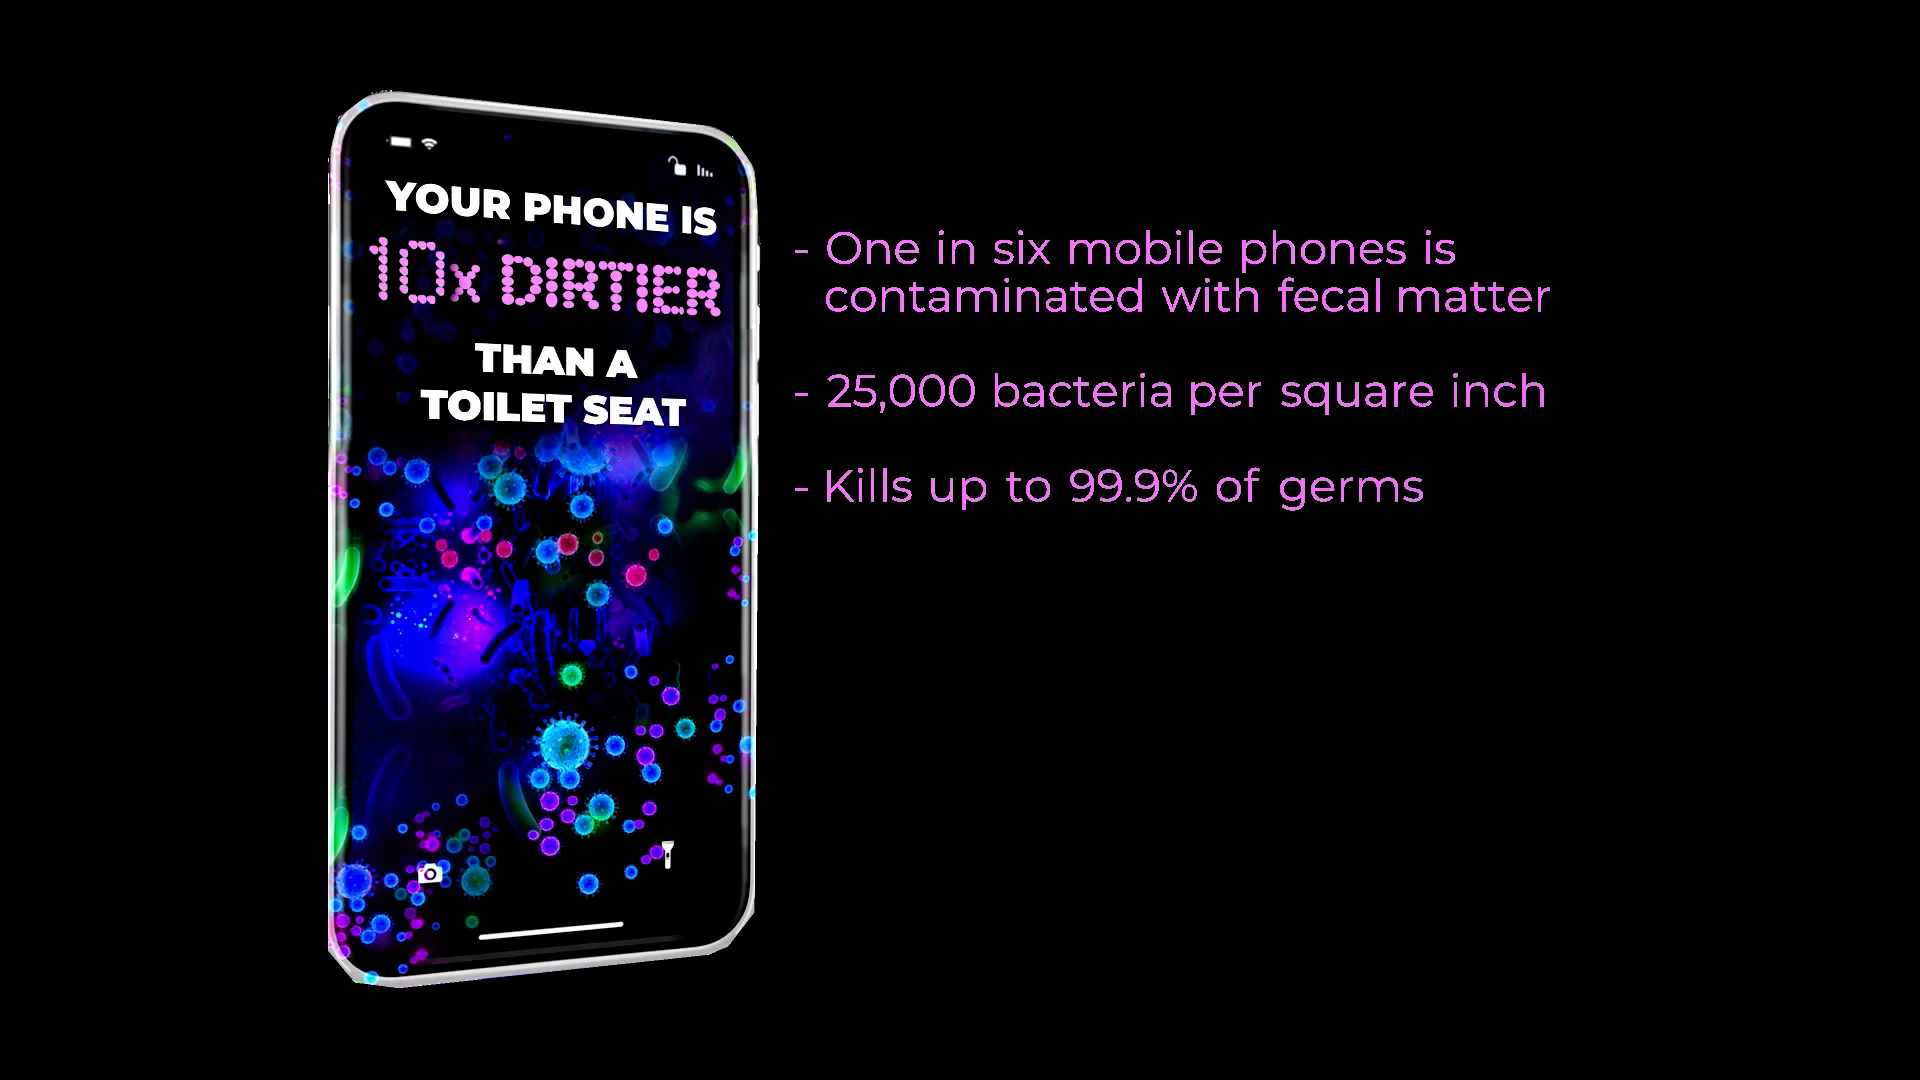 YOUR PHONE IS
10x DIRTIER
THAN A
TOILET SEAT
- One in six mobile phones is
contaminated with fecal matter
- 25,000 bacteria per square inch
- Kills up to 99.9% of germs